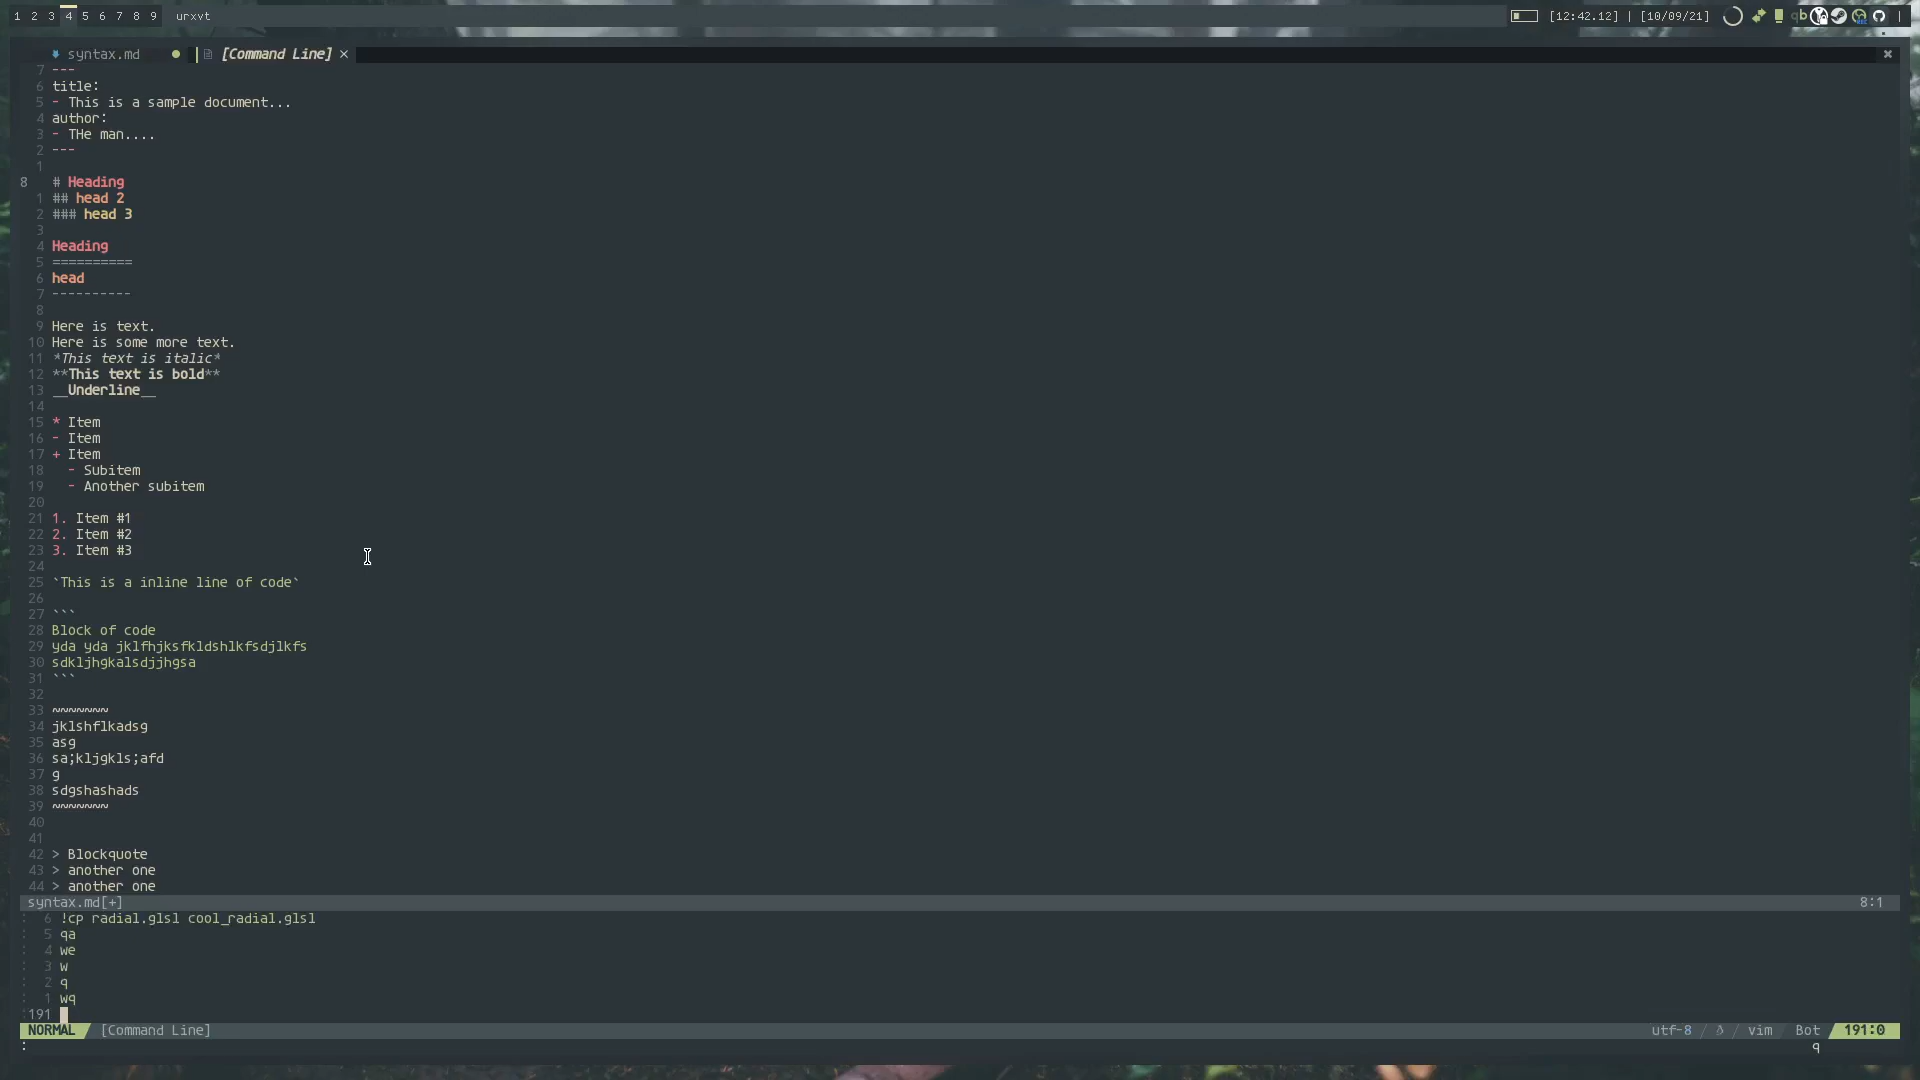 1 2 3 4 5 6 7 8 9 urxvt [12:42.12] | [10/09/21] qb |
syntax.md [Command Line] ×
7 ---
6 title:
5 - This is a sample document...
4 author:
3 - THe man....
2 ---
1
8 # Heading
1 ## head 2
2 ### head 3
3
4 Heading
5 ==========
6 head
7 ----------
8
9 Here is text.
10 Here is some more text.
11 *This text is italic*
12 **This text is bold**
13 __Underline__
14
15 * Item
16 - Item
17 + Item
18 - Subitem
19 - Another subitem
20
21 1. Item #1
22 2. Item #2
23 3. Item #3
24
25 `This is a inline line of code`
26
27 ```
28 Block of code
29 yda yda jklfhjksfkldshlkfsdjlkfs
30 sdkljhgkalsdjjhgsa
31 ```
32
33 ~~~~~~~
34 jklshflkadsg
35 asg
36 sa;kljgkls;afd
37 g
38 sdgshashads
39 ~~~~~~~
40
41
42 > Blockquote
43 > another one
44 > another one
syntax.md[+] 8:1
: 6 !cp radial.glsl cool_radial.glsl
: 5 qa
: 4 we
: 3 w
: 2 q
: 1 wq
:191
NORMAL [Command Line] utf-8 / / vim Bot 191:0
: q